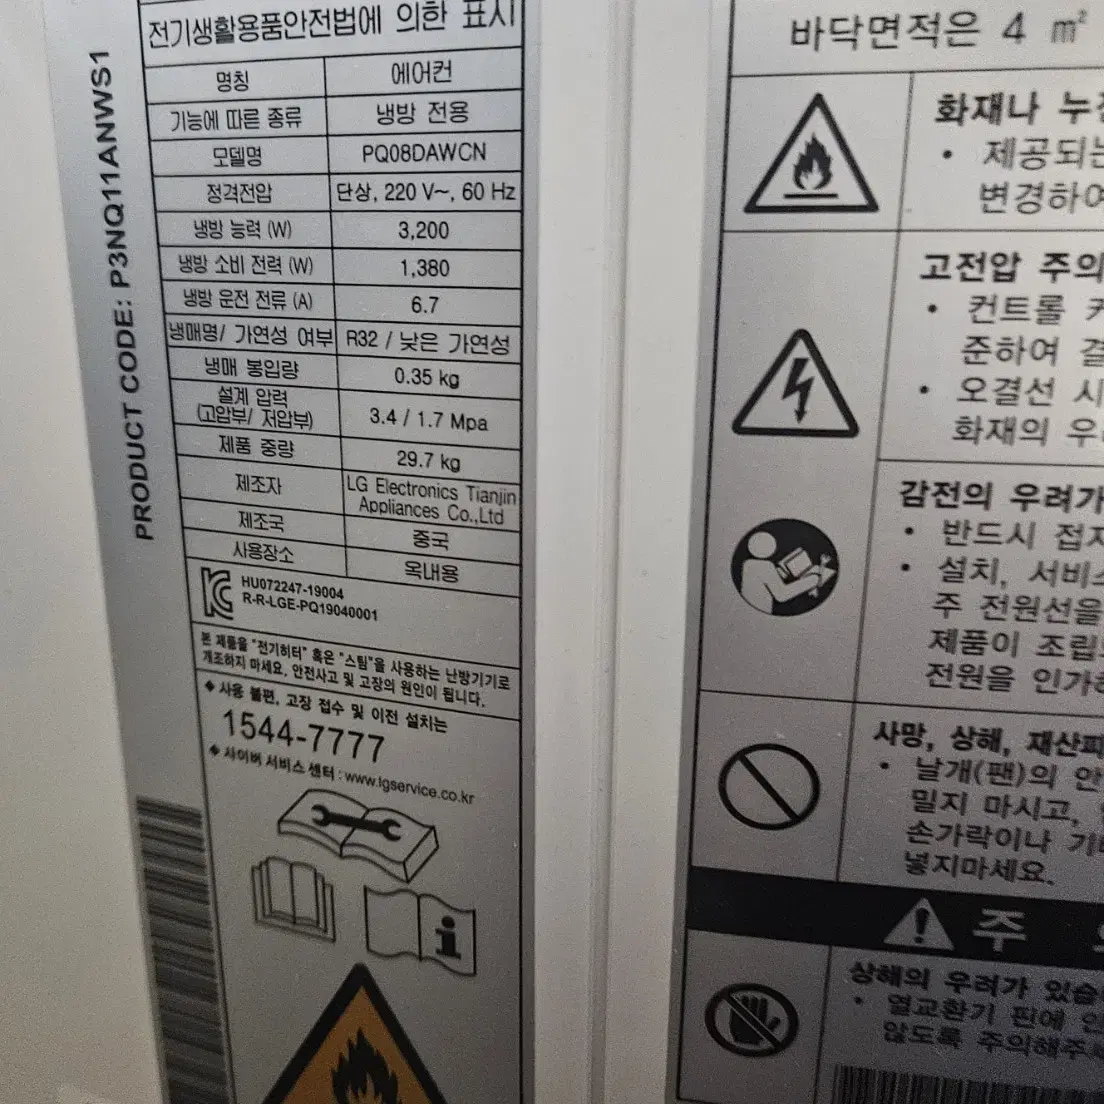 전기생활용품안전법에 의한 표시
명칭 에어컨
기능에 따른 종류 냉방 전용
모델명 PQ08DAWCN
정격전압 단상, 220 V~, 60 Hz
냉방 능력 (W) 3,200
냉방 소비 전력 (W) 1,380
냉방 운전 전류 (A) 6.7
냉매명/ 가연성 여부 R32 / 낮은 가연성
냉매 봉입량 0.35 kg
설계 압력
(고압부/ 저압부) 3.4 / 1.7 Mpa
제품 중량 29.7 kg
제조자 LG Electronics Tianjin
Appliances Co.,Ltd
제조국 중국
사용장소 옥내용
HU072247-19004
R-R-LGE-PQ19040001
본 제품을 "전기히터" 혹은 "스팀"을 사용하는 난방기기로
개조하지 마세요. 안전사고 및 고장의 원인이 됩니다.
◆ 사용 불편, 고장 접수 및 이전 설치는
1544-7777
◆ 사이버 서비스 센터 : www.lgservice.co.kr
PRODUCT CODE: P3NQ11ANWS1
바닥면적은 4 m²
화재나
• 제공되는
변경하여
고전압 주의
• 컨트롤
준하여
• 오결선 시
화재의
감전의 우려가
• 반드시
• 설치, 서비스
주 전원선을
제품이 조립
전원을
사망, 상해, 재산피
• 날개(팬)의
밀지 마시고,
손가락이나
넣지마세요.
주
상해의 우려가
• 열교환기 핀에
않도록